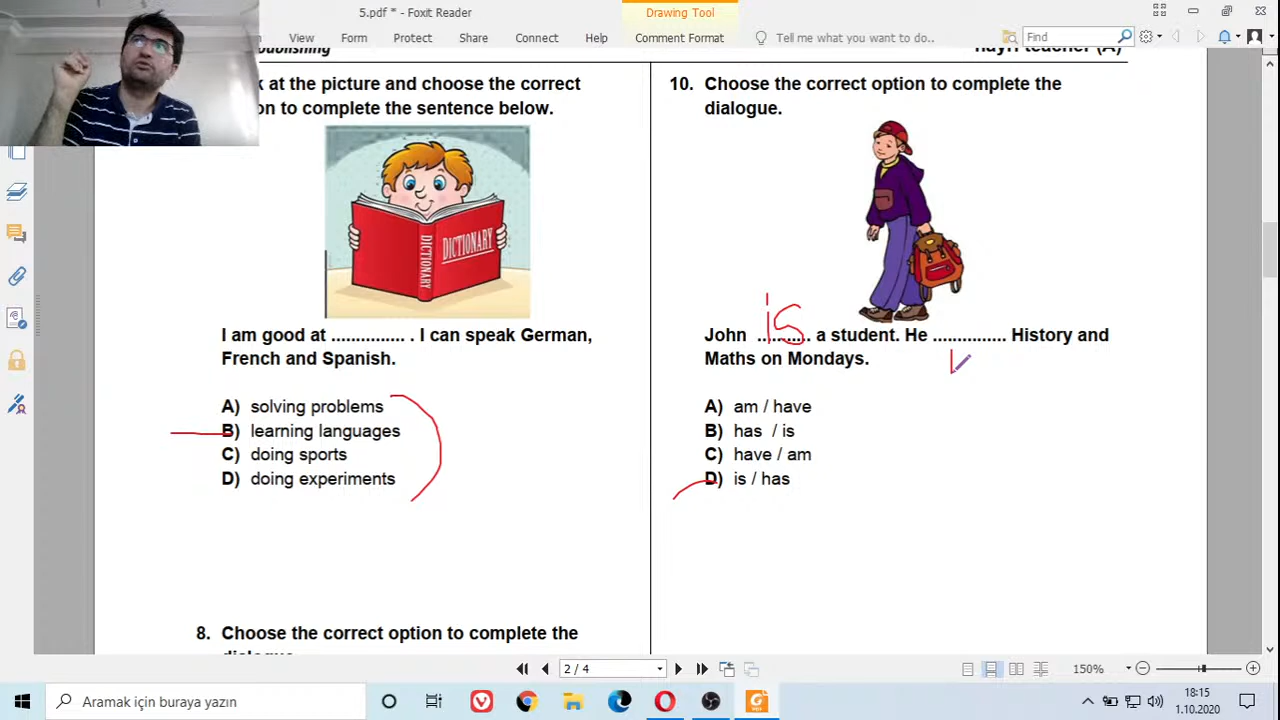 5.pdf * - Foxit Reader
Drawing Tool
View Form Protect Share Connect Help Comment Format Tell me what you want to do.. Find
publishing
hayri teacher (A)
k at the picture and choose the correct
on to complete the sentence below.
DICTIONARY
DICTIONARY
I am good at ............... . I can speak German,
French and Spanish.
A) solving problems
B) learning languages
C) doing sports
D) doing experiments
8. Choose the correct option to complete the
dialogue.
10. Choose the correct option to complete the
dialogue.
is
John ........... a student. He ............... History and
Maths on Mondays.
A) am / have
B) has / is
C) have / am
D) is / has
2 / 4
150%
Aramak için buraya yazın
18:15
1.10.2020